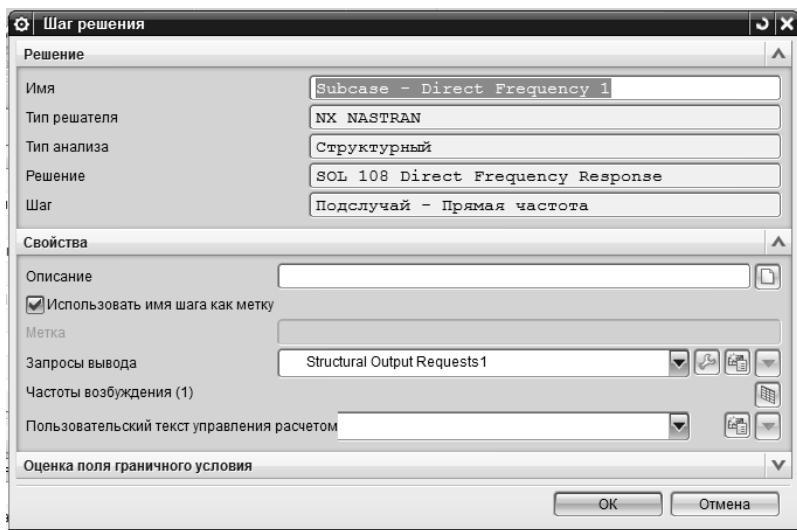 Шаг решения
Решение
Имя Subcase - Direct Frequency 1
Тип решателя NX NASTRAN
Тип анализа Структурный
Решение SOL 108 Direct Frequency Response
Шаг Подслучай - Прямая частота
Свойства
Описание
Использовать имя шага как метку
Метка
Запросы вывода Structural Output Requests1
Частоты возбуждения (1)
Пользовательский текст управления расчетом
Оценка поля граничного условия
OK Отмена